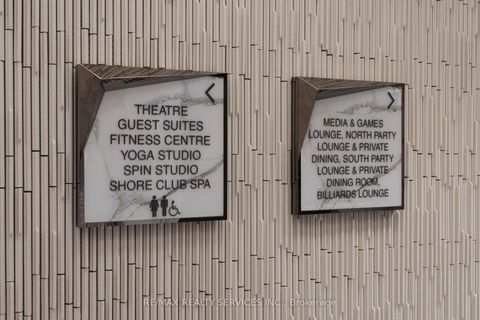 THEATRE
GUEST SUITES
FITNESS CENTRE
YOGA STUDIO
SPIN STUDIO
SHORE CLUB SPA
MEDIA & GAMES
LOUNGE, NORTH PARTY
LOUNGE & PRIVATE
DINING, SOUTH PARTY
LOUNGE & PRIVATE
DINING ROOM,
BILLIARDS LOUNGE
RE/MAX REALTY SERVICES INC., Brokerage